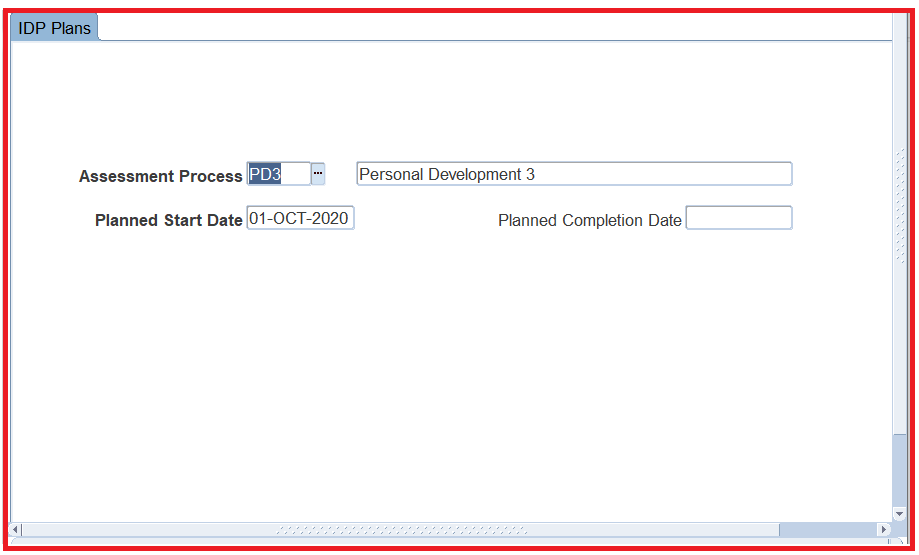 IDP Plans
Assessment Process PD3 ... Personal Development 3
Planned Start Date 01-OCT-2020 Planned Completion Date